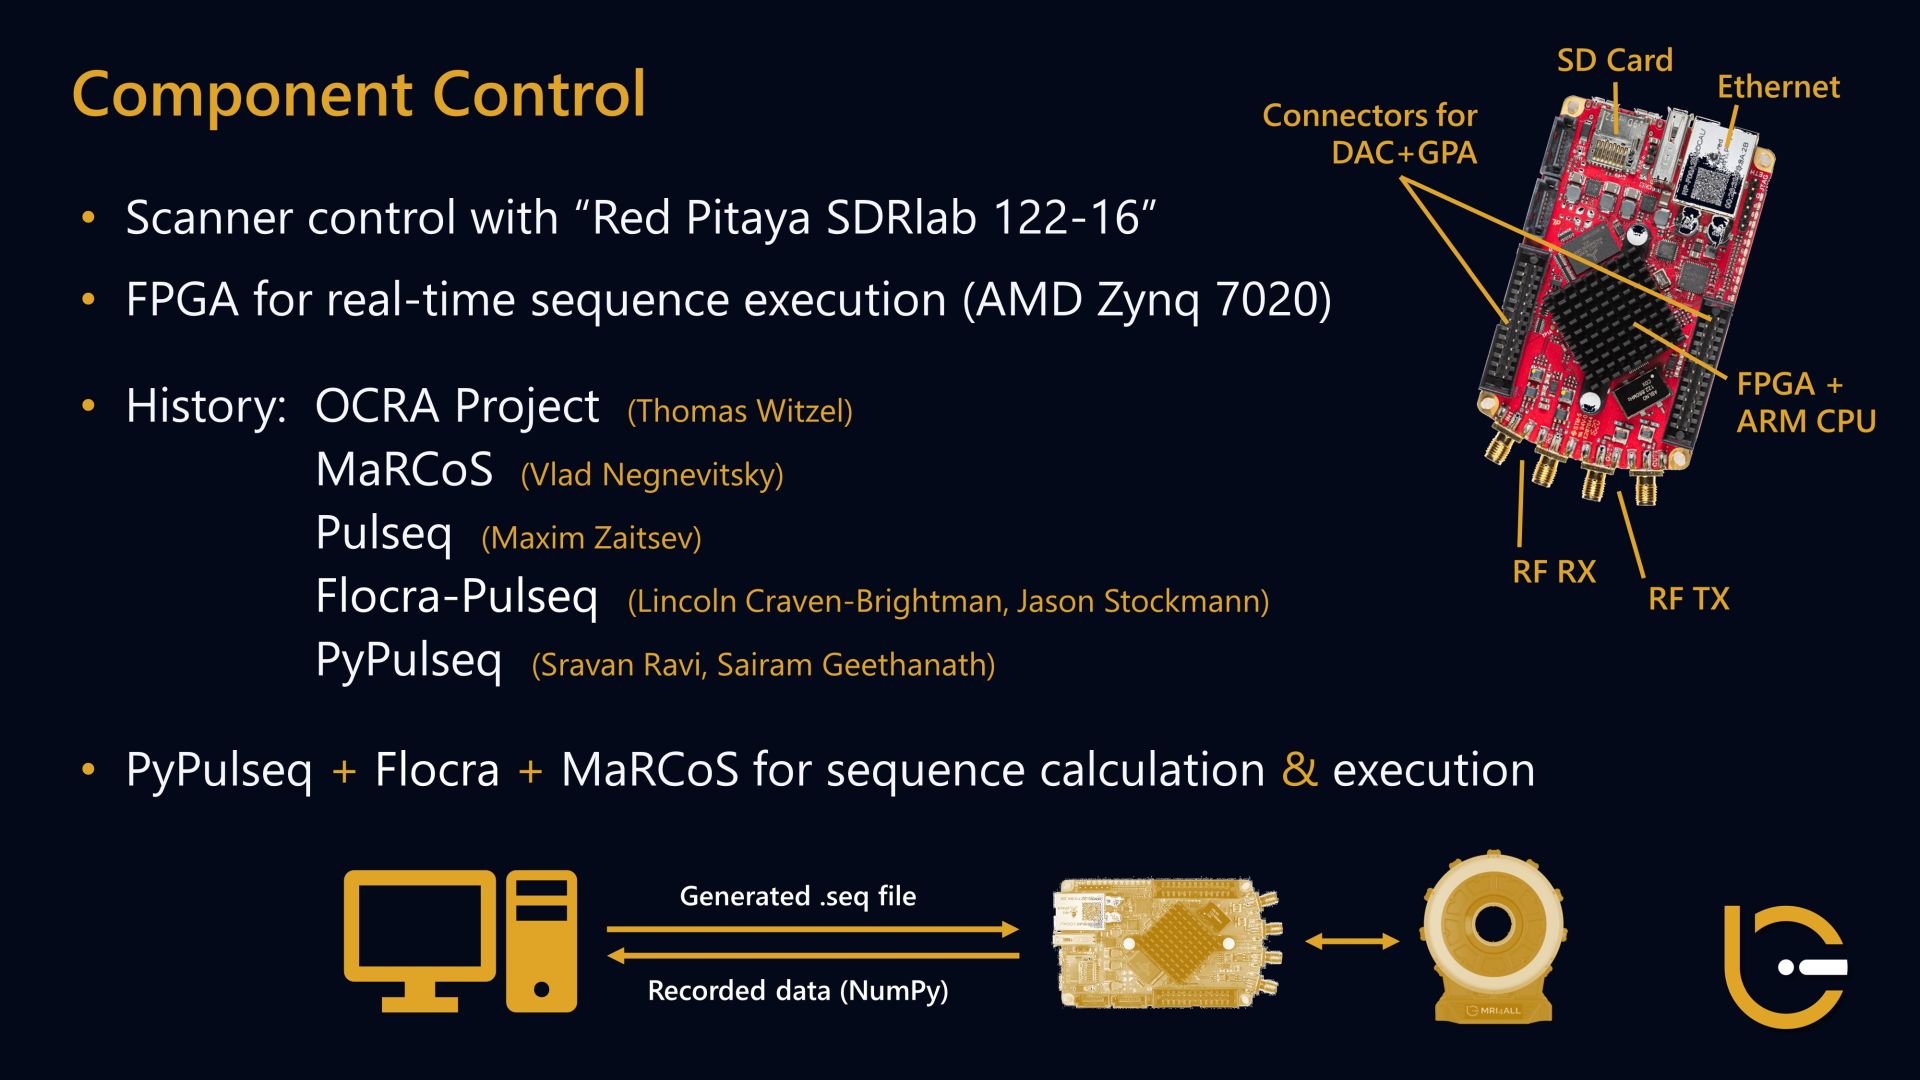 Component Control
SD Card
Ethernet
Connectors for
DAC+GPA
• Scanner control with “Red Pitaya SDRlab 122-16”
• FPGA for real-time sequence execution (AMD Zynq 7020)
FPGA +
ARM CPU
• History: OCRA Project (Thomas Witzel)
MaRCoS (Vlad Negnevitsky)
Pulseq (Maxim Zaitsev)
Flocra-Pulseq (Lincoln Craven-Brightman, Jason Stockmann)
PyPulseq (Sravan Ravi, Sairam Geethanath)
RF RX
RF TX
• PyPulseq + Flocra + MaRCoS for sequence calculation & execution
Generated .seq file
Recorded data (NumPy)
MRI4ALL